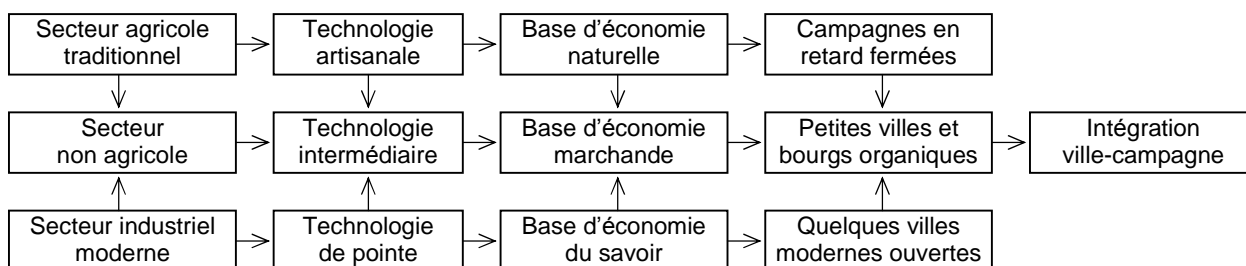 Secteur agricole
traditionnel
Technologie
artisanale
Base d'économie
naturelle
Campagnes en
retard fermées
Secteur
non agricole
Technologie
intermédiaire
Base d'économie
marchande
Petites villes et
bourgs organiques
Intégration
ville-campagne
Secteur industriel
moderne
Technologie
de pointe
Base d'économie
du savoir
Quelques villes
modernes ouvertes